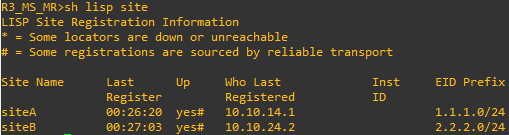 R3_MS_MR>sh lisp site
LISP Site Registration Information
* = Some locators are down or unreachable
# = Some registrations are sourced by reliable transport
Site Name Last Up Who Last Inst EID Prefix
Register Registered ID
siteA 00:26:20 yes# 10.10.14.1 1.1.1.0/24
siteB 00:27:03 yes# 10.10.24.2 2.2.2.0/24